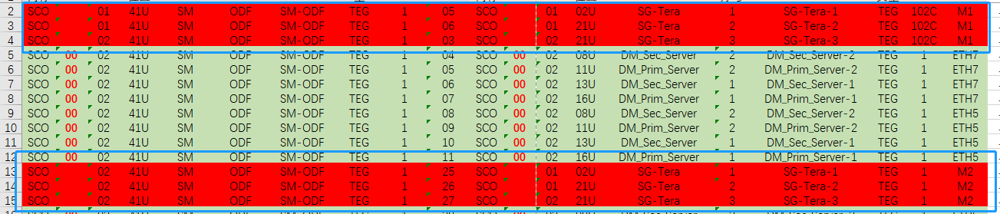 2 SCO 01 41U SM ODF SM-ODF TEG 1 05 SCO 01 02U SG-Tera 1 SG-Tera-1 TEG 102C M1
3 SCO 01 41U SM ODF SM-ODF TEG 1 06 SCO 01 21U SG-Tera 2 SG-Tera-2 TEG 102C M1
4 SCO 02 41U SM ODF SM-ODF TEG 1 03 SCO 02 21U SG-Tera 3 SG-Tera-3 TEG 102C M1
5 SCO 00 02 41U SM ODF SM-ODF TEG 1 04 SCO 00 02 08U DM_Sec_Server 2 DM_Sec_Server-2 TEG 1 ETH7
6 SCO 00 02 41U SM ODF SM-ODF TEG 1 05 SCO 00 02 11U DM_Prim_Server 2 DM_Prim_Server-2 TEG 1 ETH7
7 SCO 00 02 41U SM ODF SM-ODF TEG 1 06 SCO 00 02 13U DM_Sec_Server 1 DM_Sec_Server-1 TEG 1 ETH7
8 SCO 00 02 41U SM ODF SM-ODF TEG 1 07 SCO 00 02 16U DM_Prim_Server 1 DM_Prim_Server-1 TEG 1 ETH7
9 SCO 00 02 41U SM ODF SM-ODF TEG 1 08 SCO 00 02 08U DM_Sec_Server 2 DM_Sec_Server-2 TEG 1 ETH5
10 SCO 00 02 41U SM ODF SM-ODF TEG 1 09 SCO 00 02 11U DM_Prim_Server 2 DM_Prim_Server-2 TEG 1 ETH5
11 SCO 00 02 41U SM ODF SM-ODF TEG 1 10 SCO 00 02 13U DM_Sec_Server 1 DM_Sec_Server-1 TEG 1 ETH5
12 SCO 00 02 41U SM ODF SM-ODF TEG 1 11 SCO 00 02 16U DM_Prim_Server 1 DM_Prim_Server-1 TEG 1 ETH5
13 SCO 02 41U SM ODF SM-ODF TEG 1 25 SCO 01 02U SG-Tera 1 SG-Tera-1 TEG 1 M2
14 SCO 02 41U SM ODF SM-ODF TEG 1 26 SCO 01 21U SG-Tera 2 SG-Tera-2 TEG 1 M2
15 SCO 02 41U SM ODF SM-ODF TEG 1 27 SCO 02 21U SG-Tera 3 SG-Tera-3 TEG 1 M2